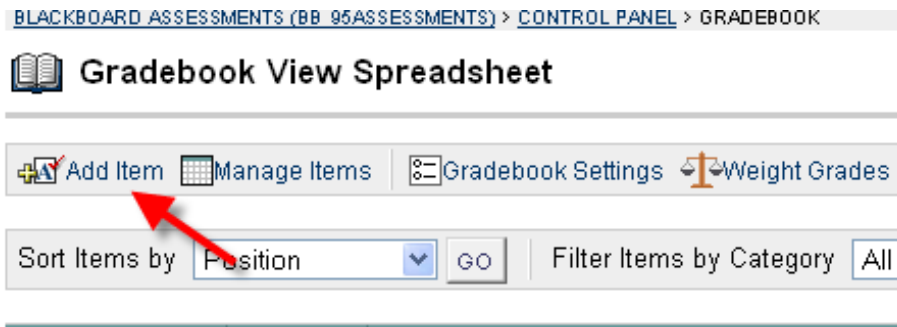 BLACKBOARD ASSESSMENTS (BB_95ASSESSMENTS) > CONTROL PANEL > GRADEBOOK
Gradebook View Spreadsheet
Add Item Manage Items Gradebook Settings Weight Grades
Sort Items by Position GO Filter Items by Category All